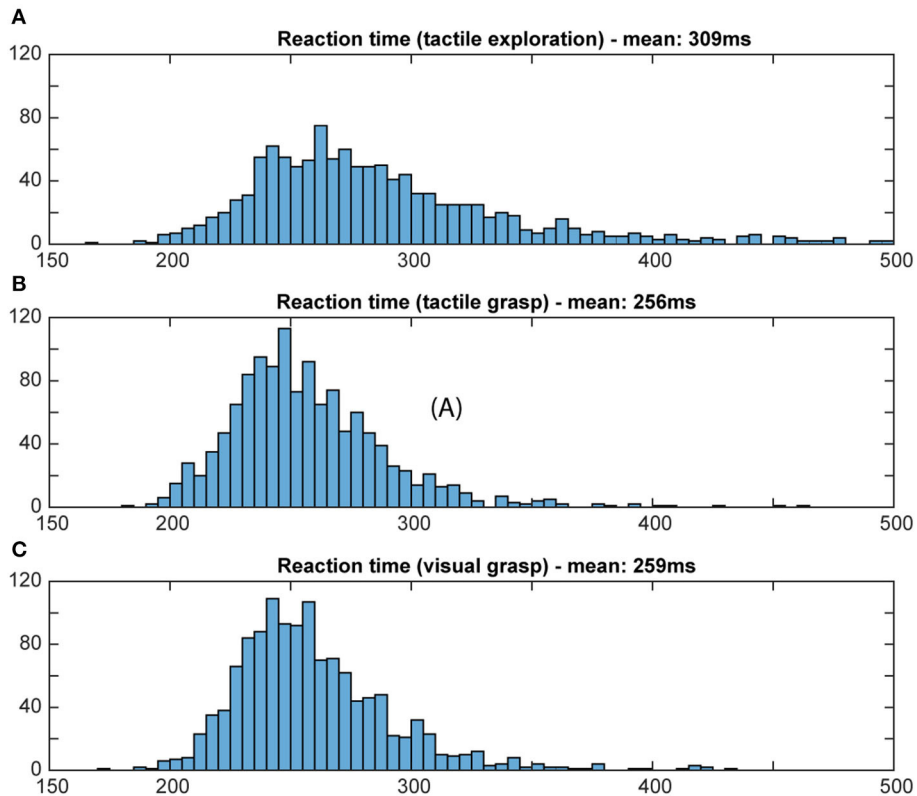 A
Reaction time (tactile exploration) - mean: 309ms
120
80
40
0
150 200 300 400 500
B
Reaction time (tactile grasp) - mean: 256ms
120
80
(A)
40
0
150 200 300 400 500
C
Reaction time (visual grasp) - mean: 259ms
120
80
40
0
150 200 300 400 500